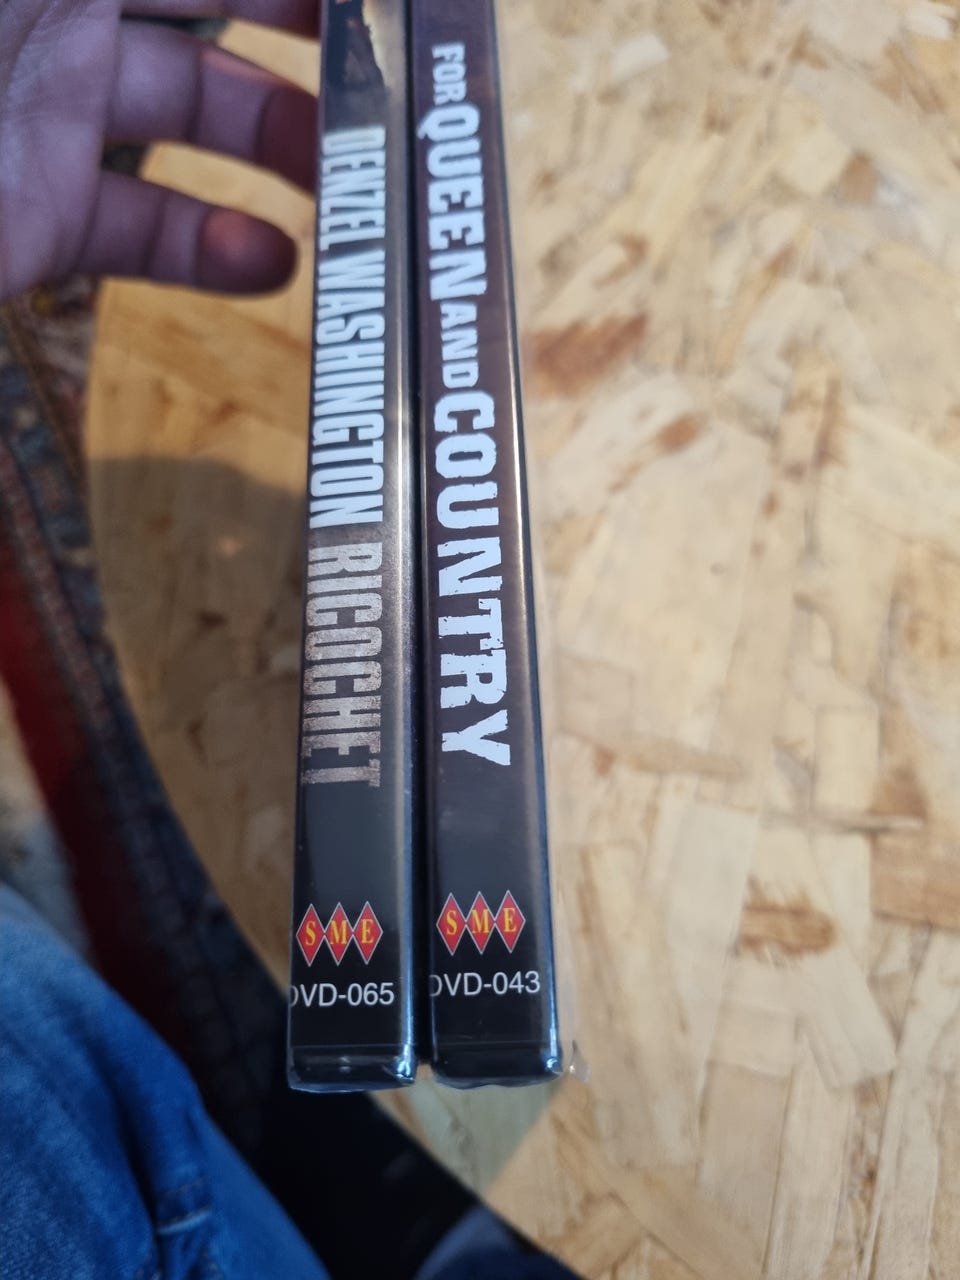 DENZEL WASHINGTON RICOCHET
SME
DVD-065
FOR QUEEN AND COUNTRY
SME
DVD-043